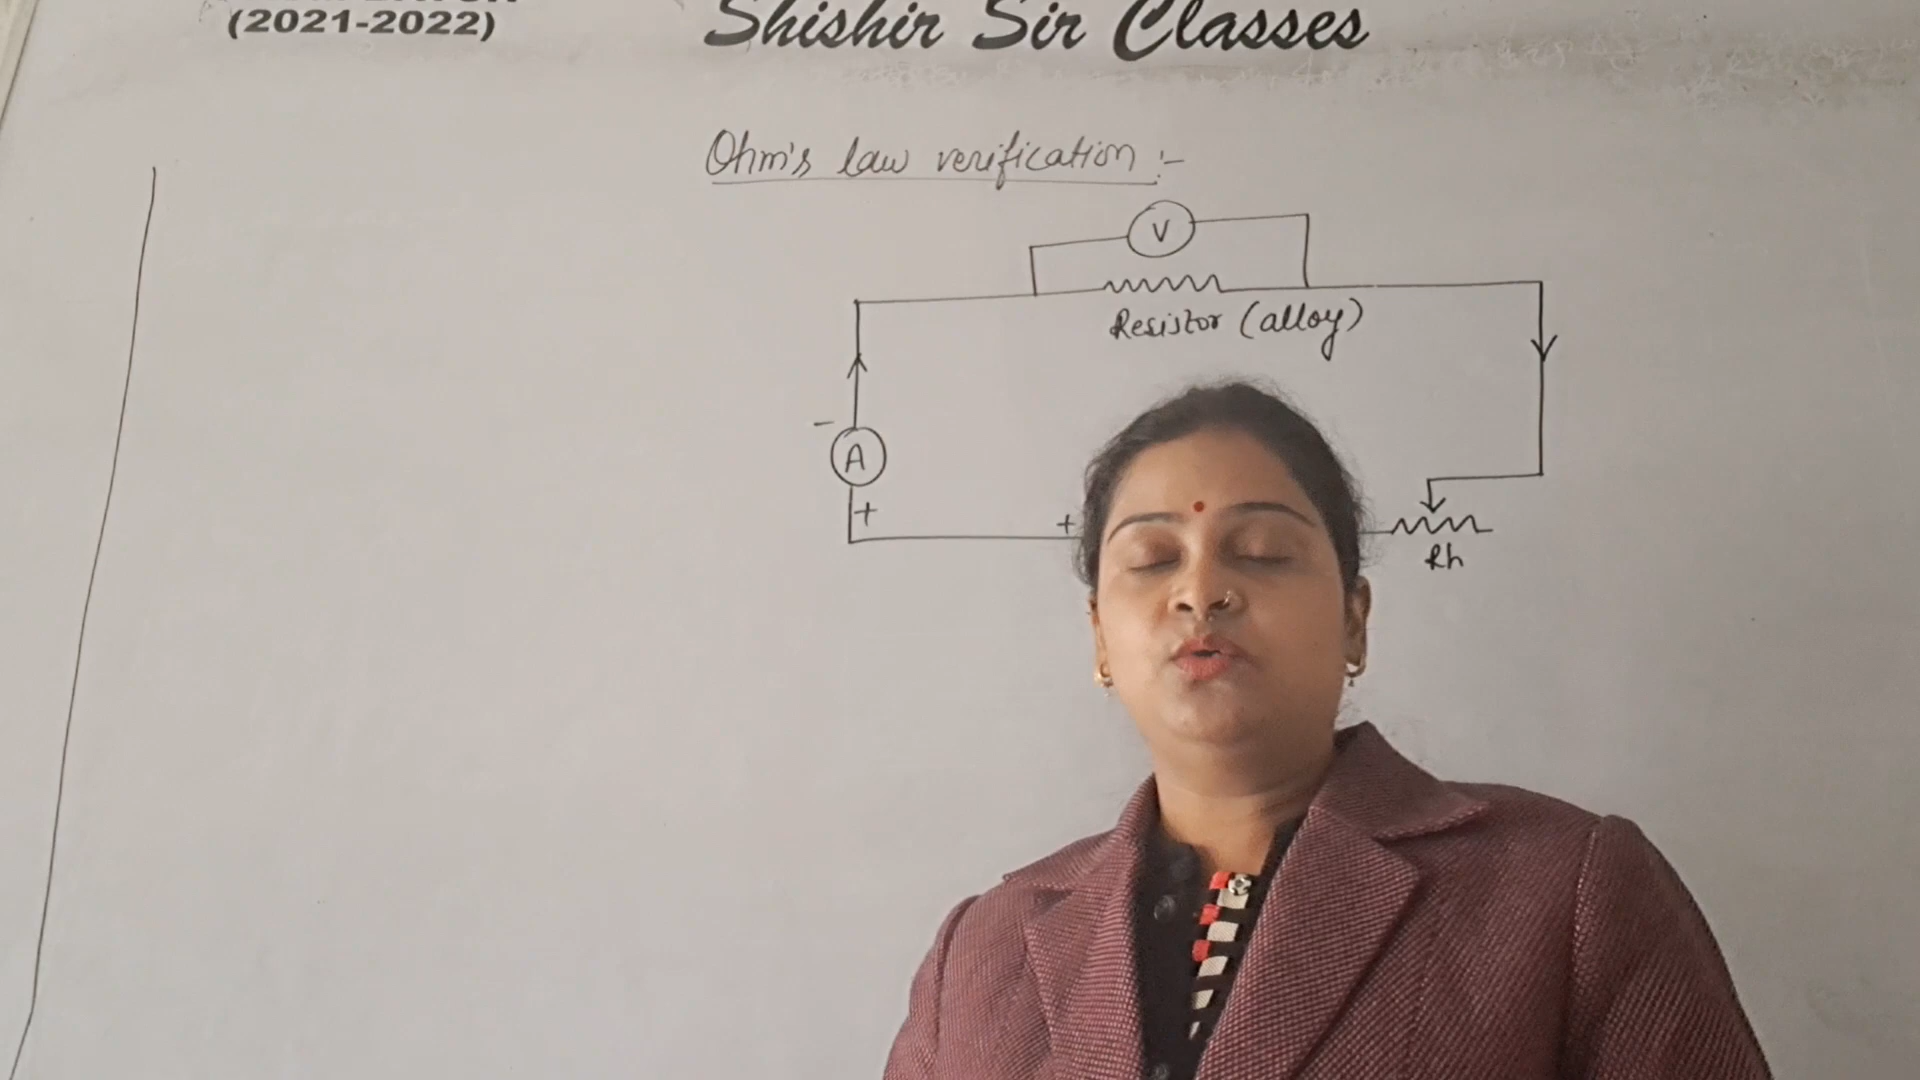 (2021-2022)
Shishir Sir Classes
Ohm's law verification :-
V
Resistor (alloy)
-
A
+
+
Rh